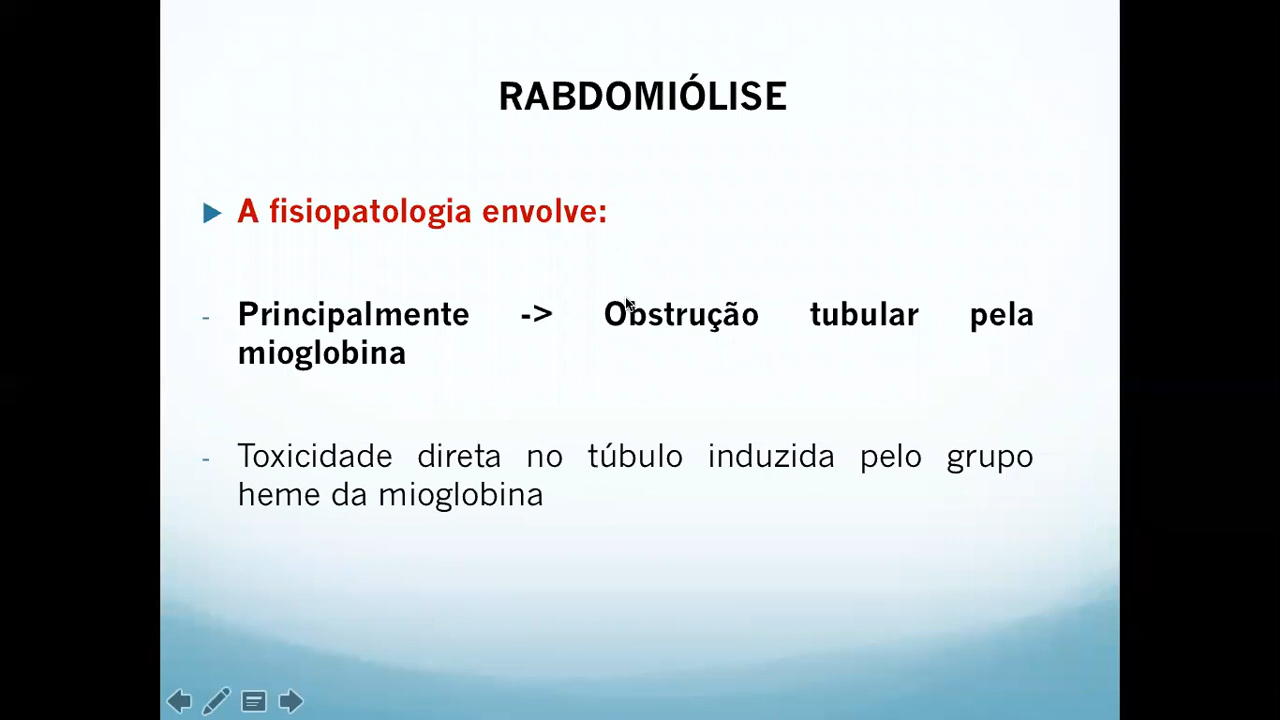 RABDOMIÓLISE
A fisiopatologia envolve:
- Principalmente -> Obstrução tubular pela
mioglobina
- Toxicidade direta no túbulo induzida pelo grupo
heme da mioglobina